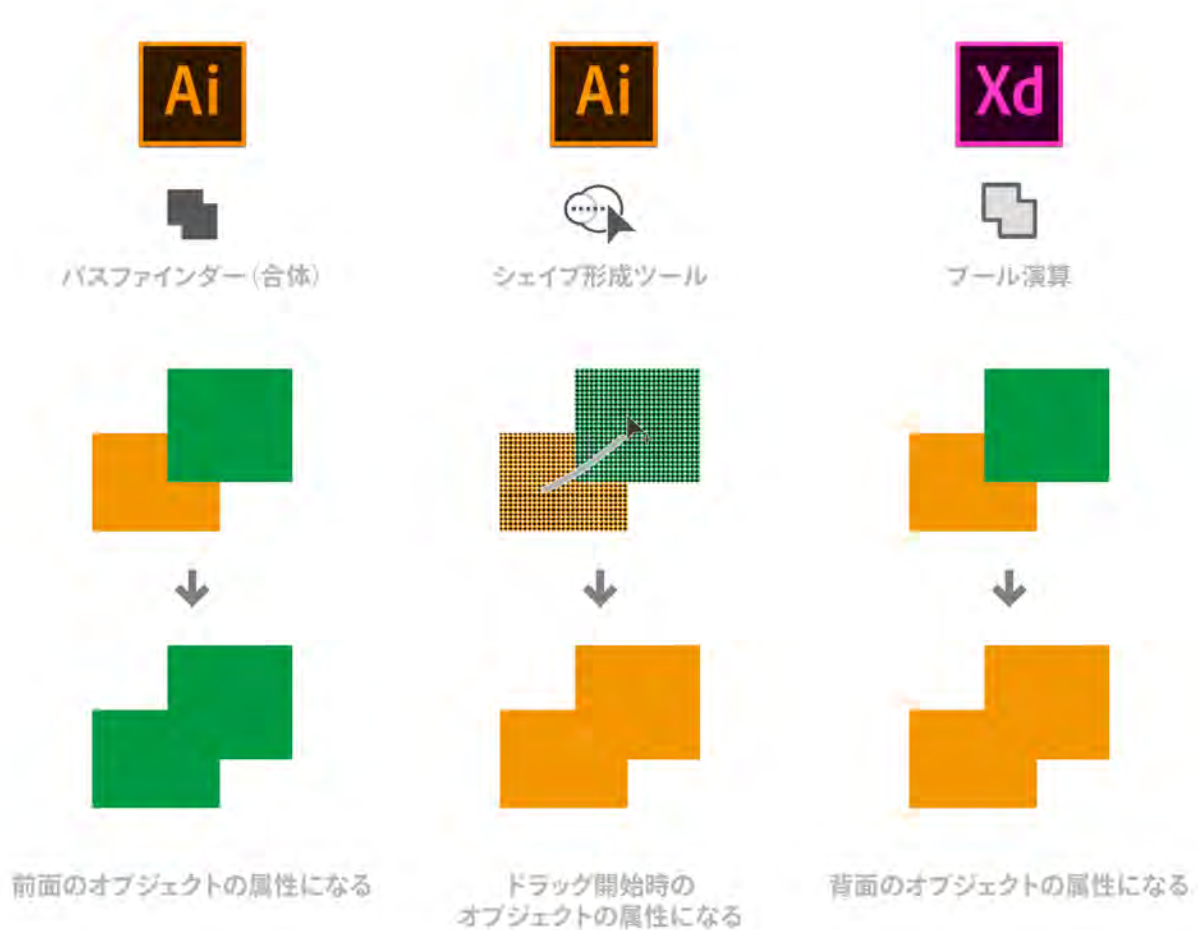 Ai
Ai
Xd
パスファインダー（合体）
シェイプ形成ツール
ブール演算
前面のオブジェクトの属性になる
ドラッグ開始時の
オブジェクトの属性になる
背面のオブジェクトの属性になる